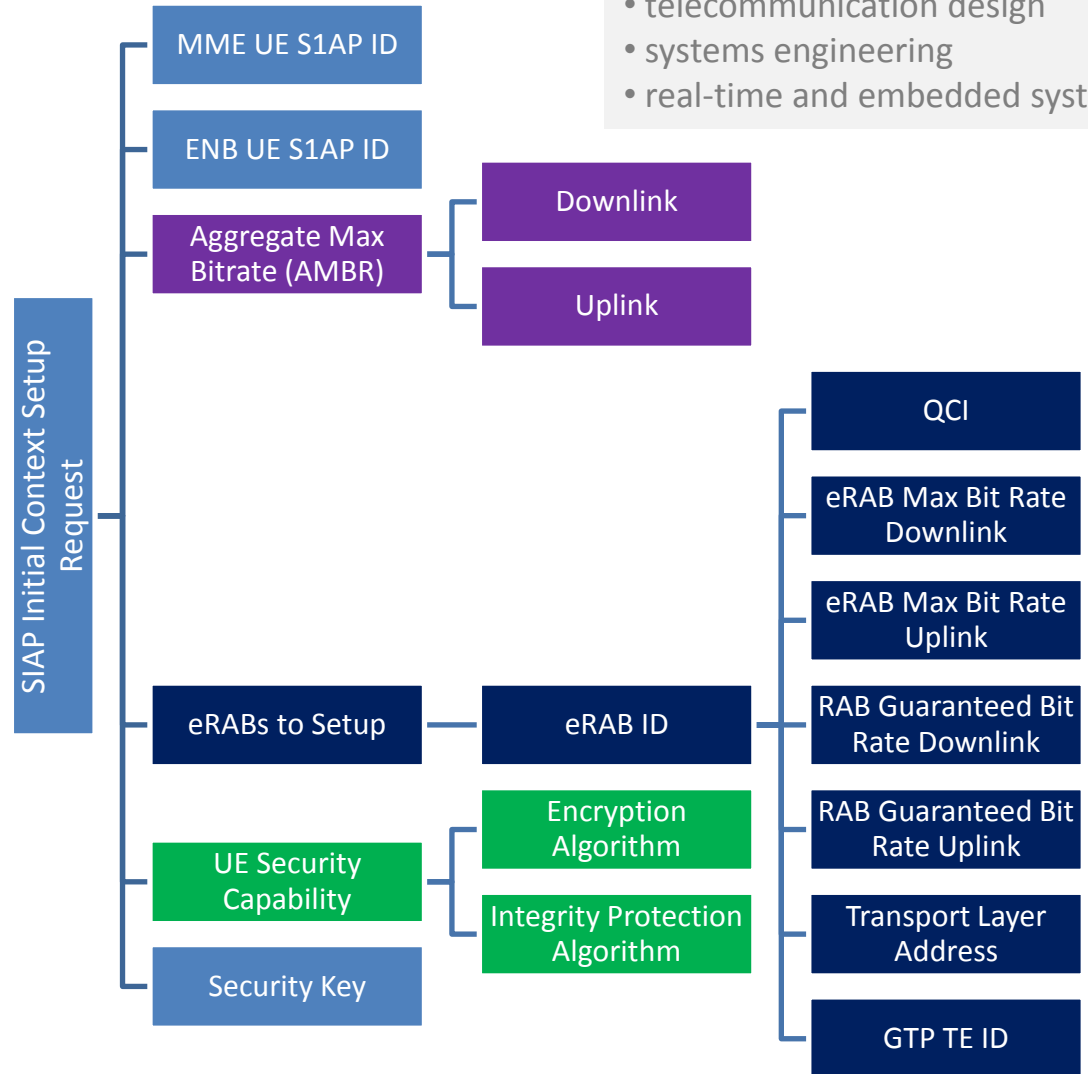 • telecommunication design
• systems engineering
• real-time and embedded syst
MME UE S1AP ID
ENB UE S1AP ID
Aggregate Max
Bitrate (AMBR)
Downlink
Uplink
SIAP Initial Context Setup
Request
QCI
eRAB Max Bit Rate
Downlink
eRAB Max Bit Rate
Uplink
eRABs to Setup
eRAB ID
RAB Guaranteed Bit
Rate Downlink
RAB Guaranteed Bit
Rate Uplink
UE Security
Capability
Encryption
Algorithm
Integrity Protection
Algorithm
Transport Layer
Address
Security Key
GTP TE ID